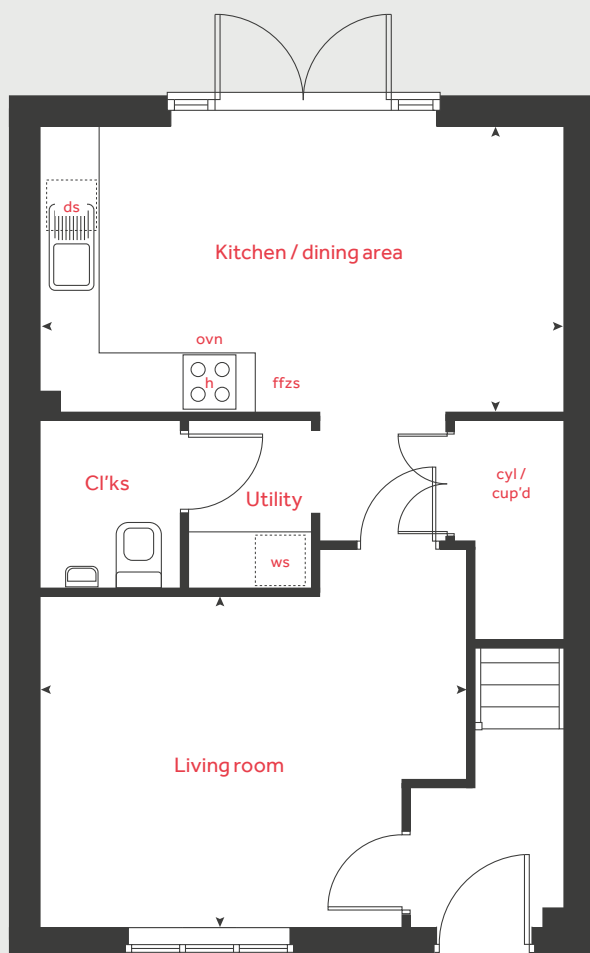 ds
Kitchen / dining area
ovn
h
ffzs
Cl'ks
Utility
cyl /
cup'd
ws
Living room